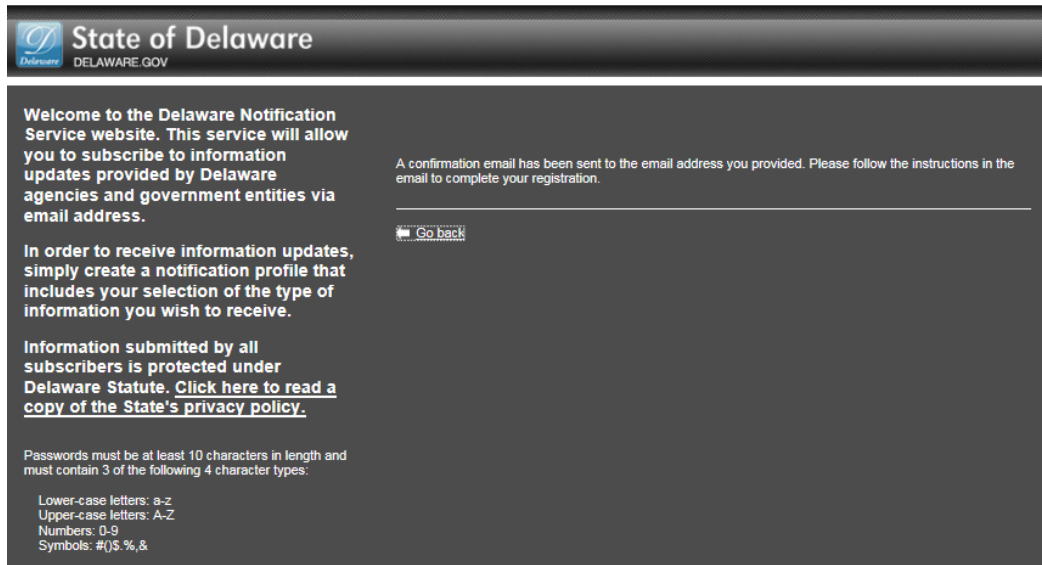 State of Delaware
Delaware
DELAWARE.GOV
Welcome to the Delaware Notification
Service website. This service will allow
you to subscribe to information
updates provided by Delaware
agencies and government entities via
email address.
In order to receive information updates,
simply create a notification profile that
includes your selection of the type of
information you wish to receive.
Information submitted by all
subscribers is protected under
Delaware Statute. Click here to read a
copy of the State's privacy policy.
Passwords must be at least 10 characters in length and
must contain 3 of the following 4 character types:
Lower-case letters: a-z
Upper-case letters: A-Z
Numbers: 0-9
Symbols: #()$.%,&
A confirmation email has been sent to the email address you provided. Please follow the instructions in the
email to complete your registration.
Go back